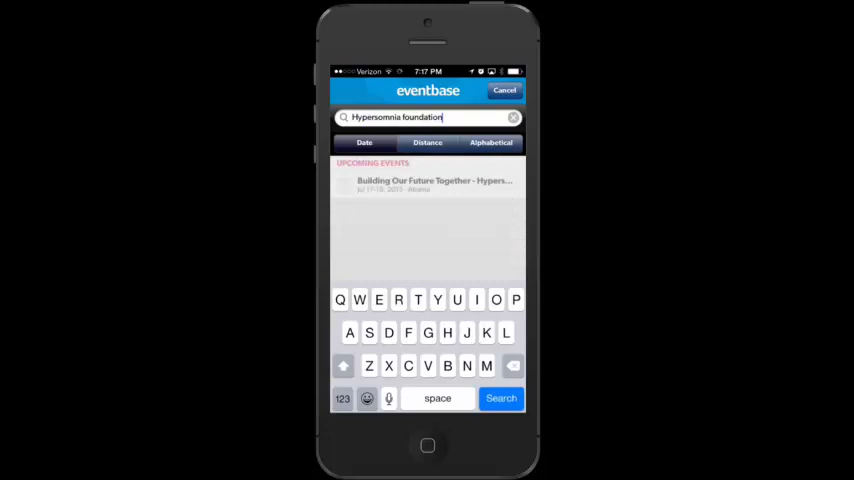 Verizon 7:17 PM
eventbase Cancel
Hypersomnia foundation
Date Distance Alphabetical
UPCOMING EVENTS
Building Our Future Together - Hypers...
Jul 17-18, 2015 · Atlanta
Q W E R T Y U I O P
A S D F G H J K L
Z X C V B N M
123 space Search